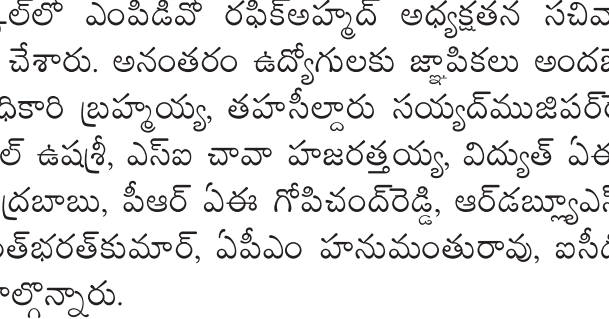 ల్‌లో ఎంపిడివో రఫిక్‌అహ్మద్ అధ్యక్షతన సచివా
చేశారు. అనంతరం ఉద్యోగులకు జ్ఞాపికలు అంద
ధికారి బ్రహ్మయ్య, తహసీల్దారు సయ్యద్‌ముజిపర్
ల్ ఉషశ్రీ, ఎస్ఐ చావా హజరత్తయ్య, విద్యుత్ ఏఈ
ద్రబాబు, పీఆర్ ఏఈ గోపిచంద్‌రెడ్డి, ఆర్‌డబ్ల్యూఎస్
త్‌భరత్‌కుమార్, ఏపీఎం హనుమంతురావు, ఐసీడీ
ాల్గొన్నారు.